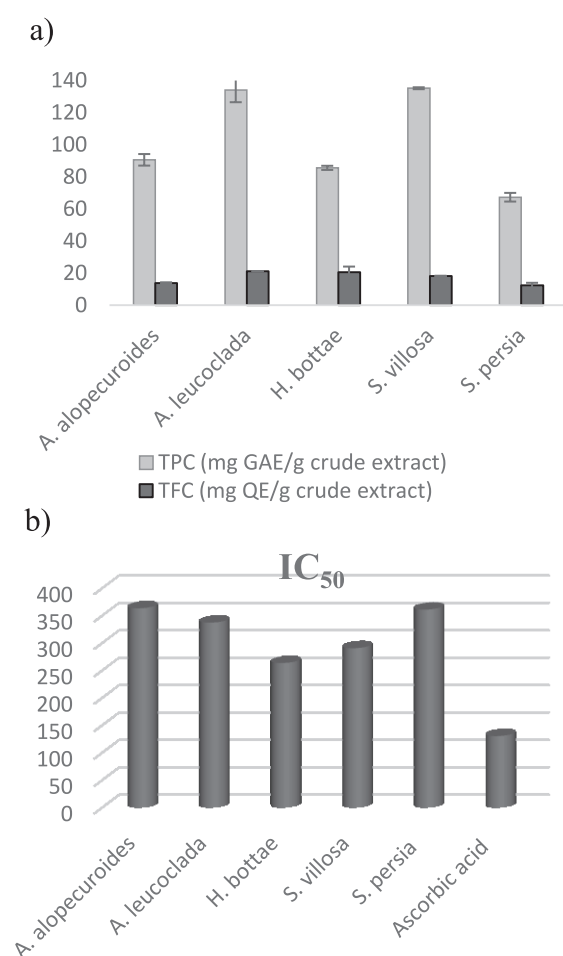 a)
140
120
100
80
60
40
20
0
A. alopecuroides
A. leucoclada
H. bottae
S. villosa
S. persia
TPC (mg GAE/g crude extract)
TFC (mg QE/g crude extract)
b)
IC50
400
350
300
250
200
150
100
50
0
A. alopecuroides
A. leucoclada
H. bottae
S. villosa
S. persia
Ascorbic acid